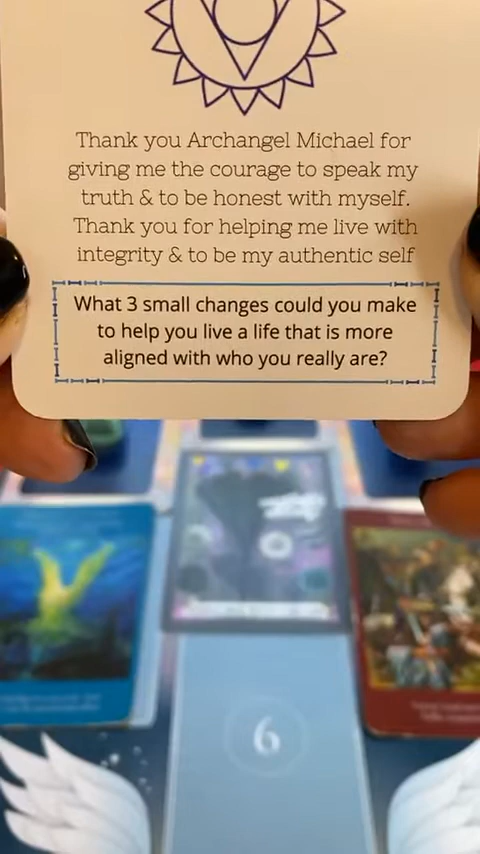 Thank you Archangel Michael for
giving me the courage to speak my
truth & to be honest with myself.
Thank you for helping me live with
integrity & to be my authentic self
What 3 small changes could you make
to help you live a life that is more
aligned with who you really are?
6